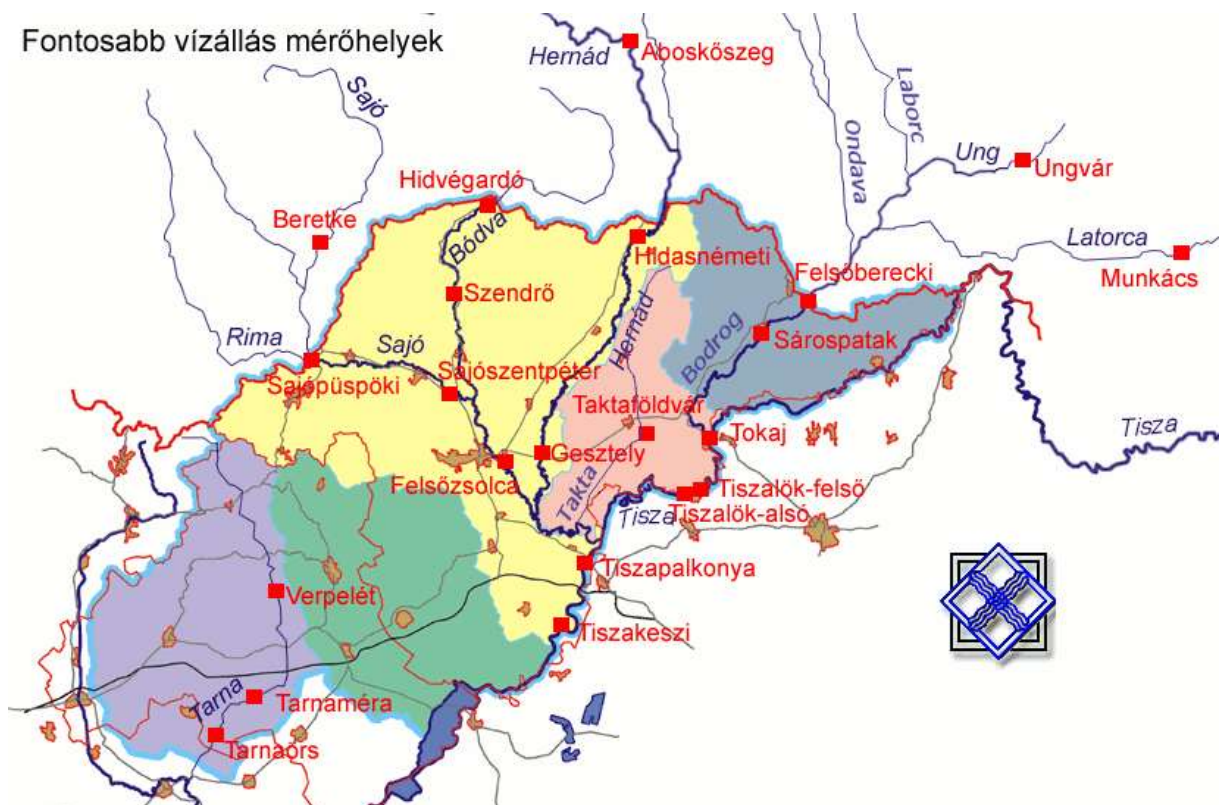 Fontosabb vízállás mérőhelyek
Hernád
Aboskőszeg
Sajó
Laborc
Ondava
Ung
Ungvár
Hidvégardó
Beretke
Bódva
Hidasnémeti
Latorca
Munkács
Felsőberecki
Szendrő
Rima
Sajó
Hernád
Bodrog
Sárospatak
Sajópüspöki
Sajószentpéter
Taktaföldvár
Tokaj
Tisza
Gesztely
Felsőzsolca
Takta
Tisza
Tiszalök-felső
Tiszalök-alsó
Tiszapalkonya
Verpelét
Tiszakeszi
Tarna
Tarnaméra
Tarnaörs